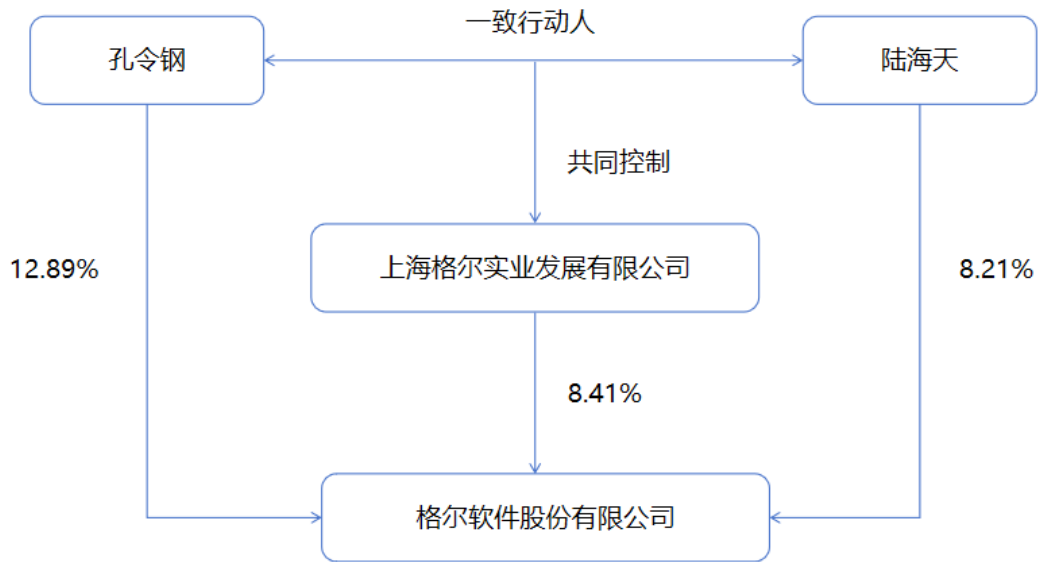 一致行动人
孔令钢
陆海天
共同控制
12.89%
上海格尔实业发展有限公司
8.21%
8.41%
格尔软件股份有限公司